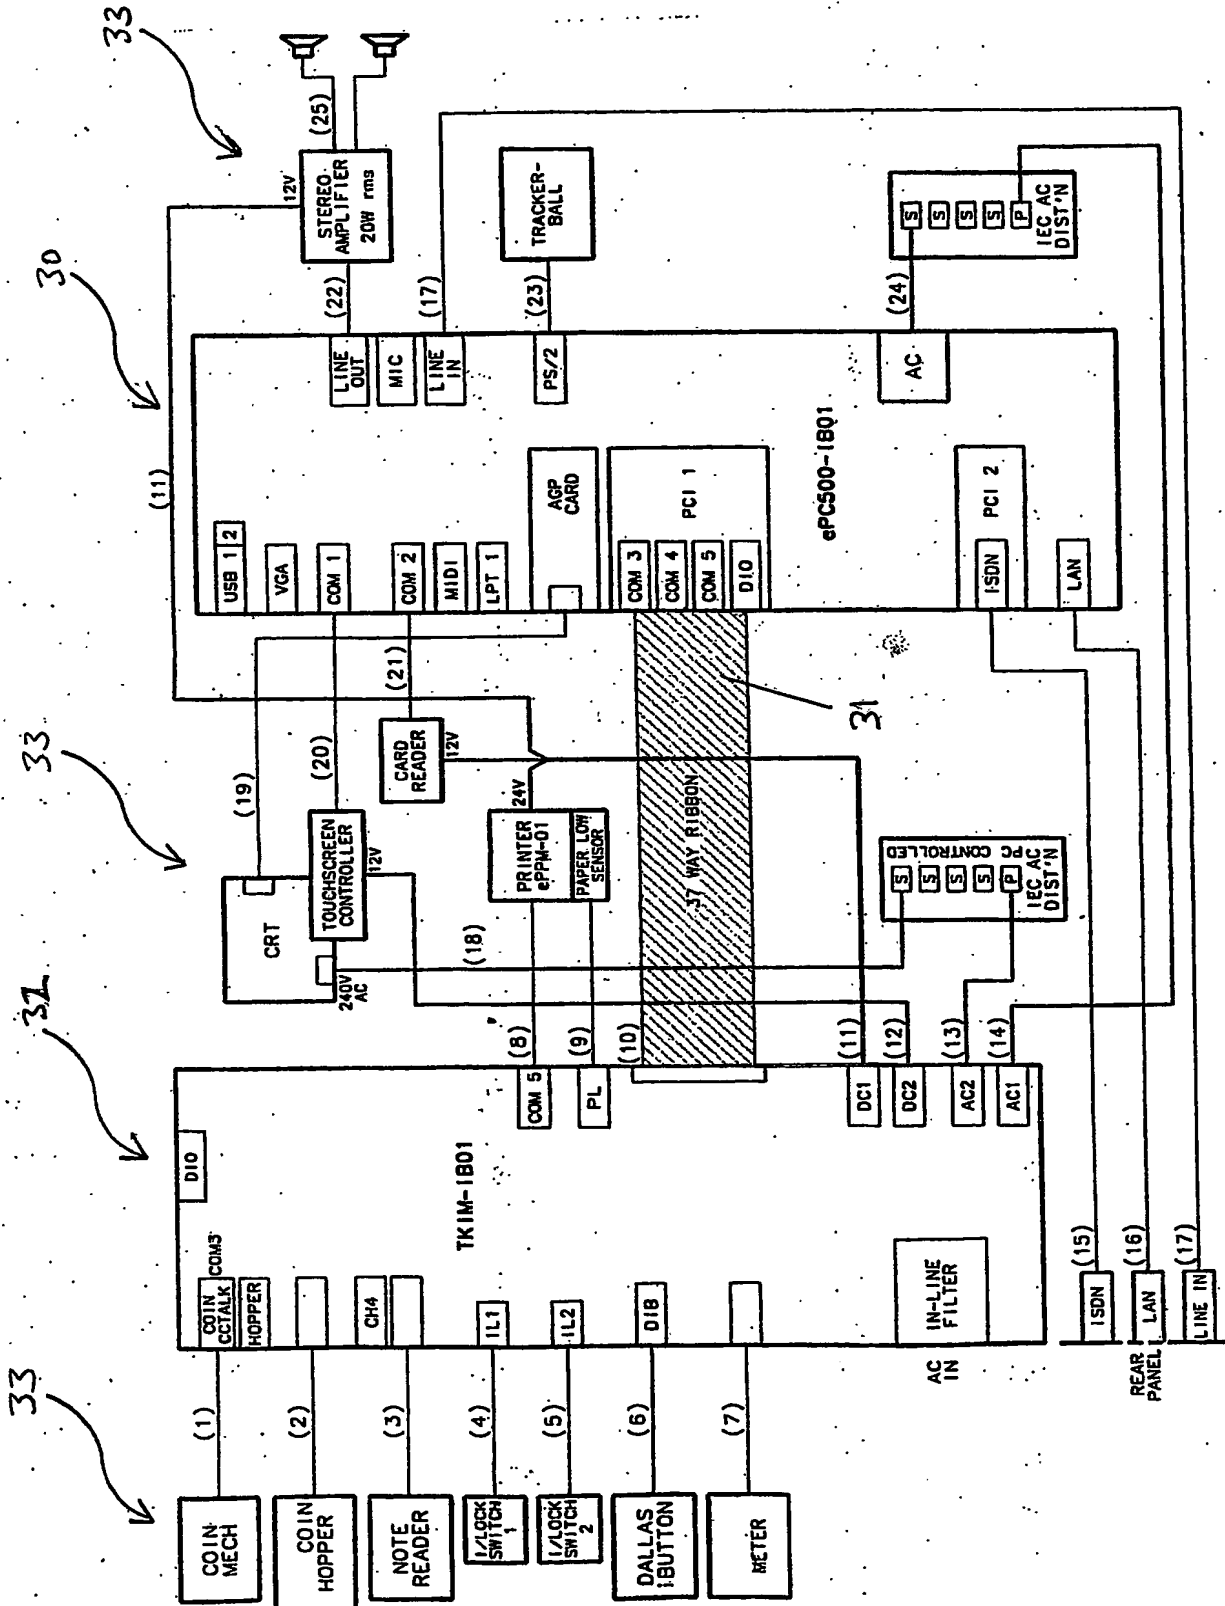 33
30
33
32
33
31
COIN
MECH
COIN
HOPPER
NOTE
READER
I/LOCK
SWITCH
1
I/LOCK
SWITCH
2
DALLAS
iBUTTON
METER
(1)
(2)
(3)
(4)
(5)
(6)
(7)
COIN
CCTALK
COM3
HOPPER
CH4
IL1
IL2
DIB
DIO
TKIM-IB01
IN-LINE
FILTER
AC
IN
COM 5
PL
DC1
DC2
AC2
AC1
(8)
(9)
(10)
(11)
(12)
(13)
(14)
REAR
PANEL
ISDN
LAN
LINE IN
(15)
(16)
(17)
CRT
240V
AC
TOUCHSCREEN
CONTROLLER
12V
(18)
(19)
(20)
(21)
CARD
READER
12V
PRINTER
ePPM-01
24V
PAPER LOW
SENSOR
37 WAY RIBBON
S
S
S
S
P
PC CONTROLLED
IEC AC
DIST'N
(11)
USB 1
2
VGA
COM 1
COM 2
MIDI
LPT 1
AGP
CARD
COM 3
COM 4
COM 5
DIO
PCI 1
ePC500-IB01
ISDN
PCI 2
LAN
LINE
OUT
MIC
LINE
IN
PS/2
AC
(22)
(17)
(23)
(24)
12V
STEREO
AMPLIFIER
20W rms
(25)
TRACKER-
BALL
S
S
S
S
P
IEC AC
DIST'N